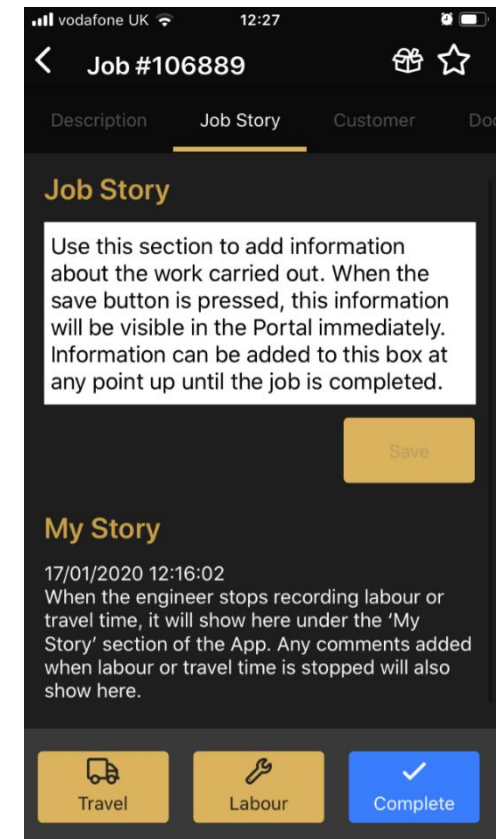 vodafone UK 12:27
Job #106889
Description Job Story Customer Doc
Job Story
Use this section to add information
about the work carried out. When the
save button is pressed, this information
will be visible in the Portal immediately.
Information can be added to this box at
any point up until the job is completed.
Save
My Story
17/01/2020 12:16:02
When the engineer stops recording labour or
travel time, it will show here under the ‘My
Story’ section of the App. Any comments added
when labour or travel time is stopped will also
show here.
Travel Labour Complete